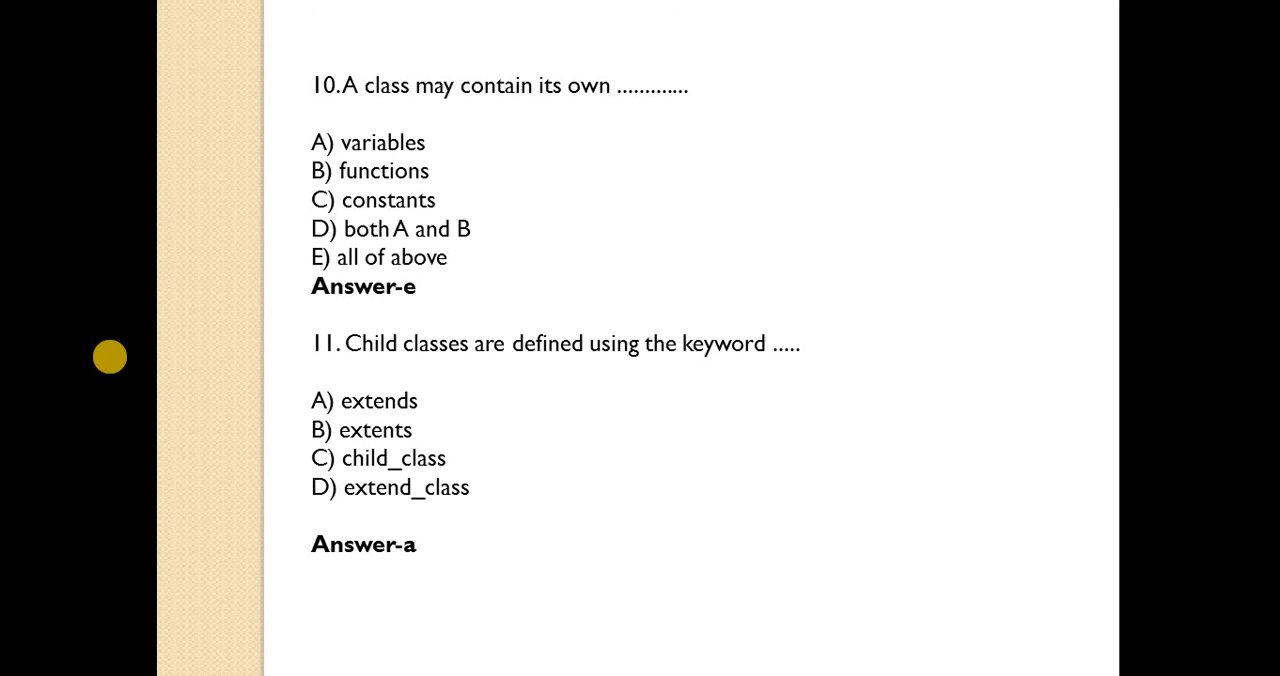 10.A class may contain its own .............
A) variables
B) functions
C) constants
D) both A and B
E) all of above
Answer-e
11. Child classes are defined using the keyword .....
A) extends
B) extents
C) child_class
D) extend_class
Answer-a